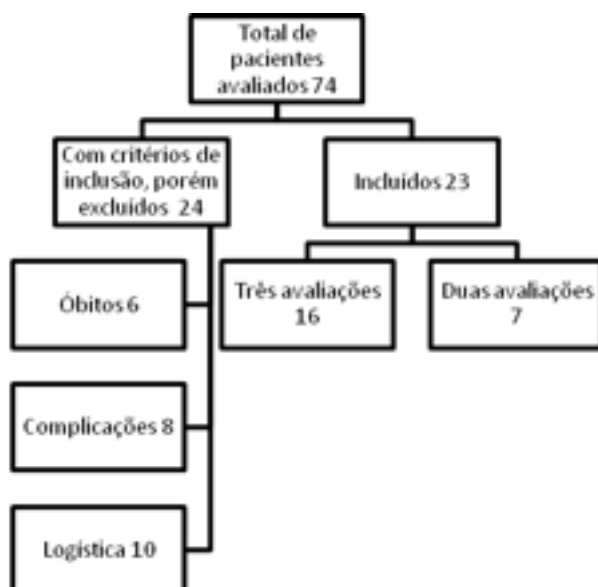 Total de
pacientes
avaliados 74
Com critérios de
inclusão, porém
excluídos 24
Incluídos 23
Óbitos 6
Três avaliações
16
Duas avaliações
7
Complicações 8
Logística 10